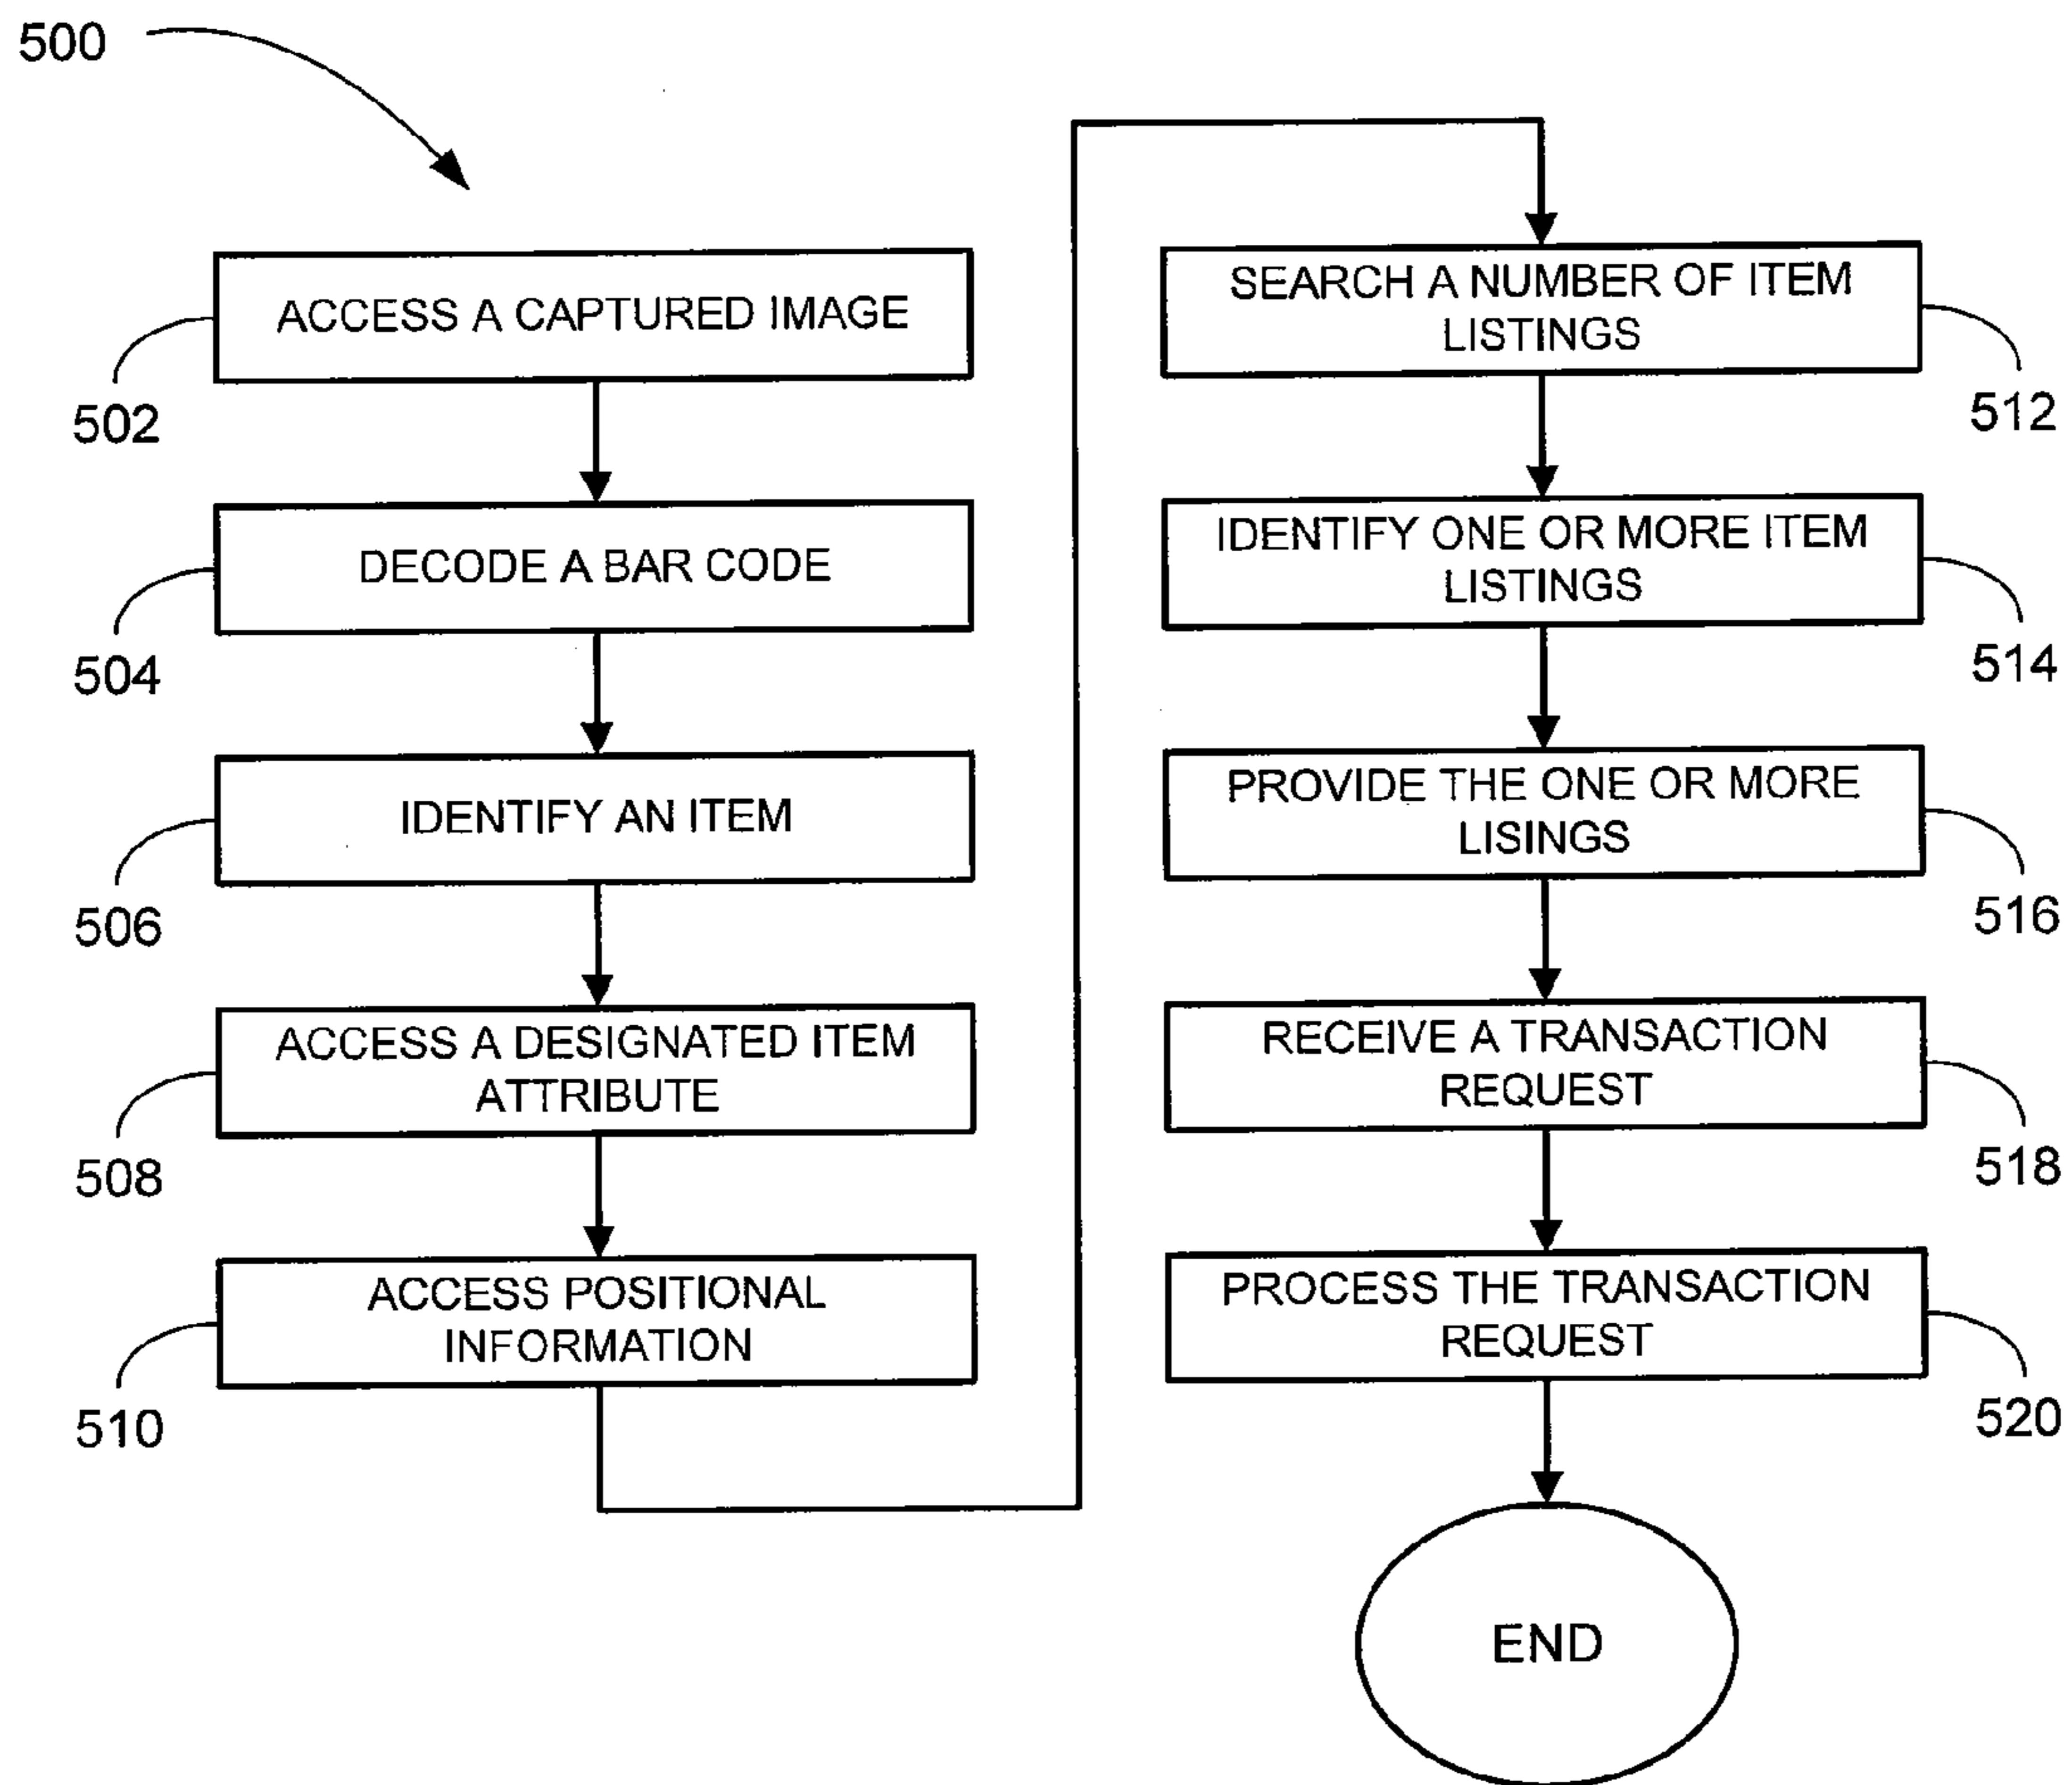 500
ACCESS A CAPTURED IMAGE
502
DECODE A BAR CODE
504
IDENTIFY AN ITEM
506
ACCESS A DESIGNATED ITEM
ATTRIBUTE
508
ACCESS POSITIONAL
INFORMATION
510
SEARCH A NUMBER OF ITEM
LISTINGS
512
IDENTIFY ONE OR MORE ITEM
LISTINGS
514
PROVIDE THE ONE OR MORE
LISINGS
516
RECEIVE A TRANSACTION
REQUEST
518
PROCESS THE TRANSACTION
REQUEST
520
END